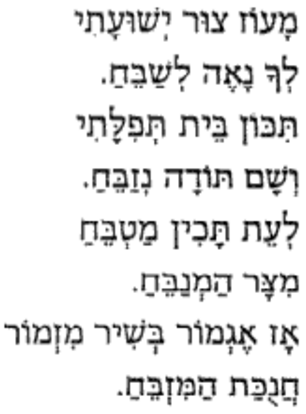 מָעוֹז צוּר יְשׁוּעָתִי
לְךָ נָאֶה לְשַׁבֵּחַ.
תִּכּוֹן בֵּית תְּפִלָּתִי
וְשָׁם תּוֹדָה נְזַבֵּחַ.
לְעֵת תָּכִין מַטְבֵּחַ
מִצָּר הַמְנַבֵּחַ.
אָז אֶגְמוֹר בְּשִׁיר מִזְמוֹר
חֲנֻכַּת הַמִּזְבֵּחַ.